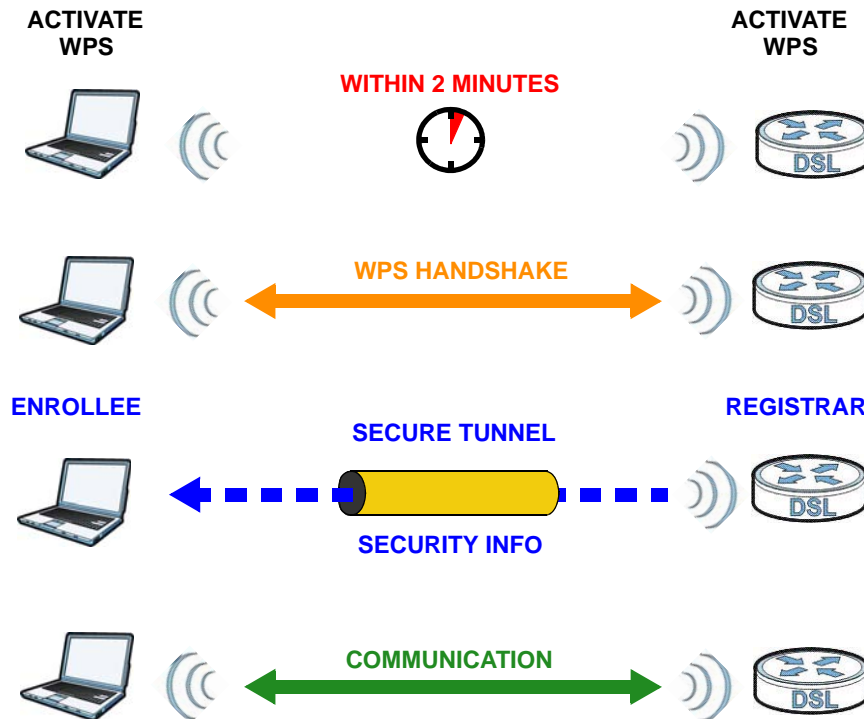 ACTIVATE
WPS
ACTIVATE
WPS
WITHIN 2 MINUTES
DSL
WPS HANDSHAKE
DSL
ENROLLEE
REGISTRAR
SECURE TUNNEL
DSL
SECURITY INFO
COMMUNICATION
DSL